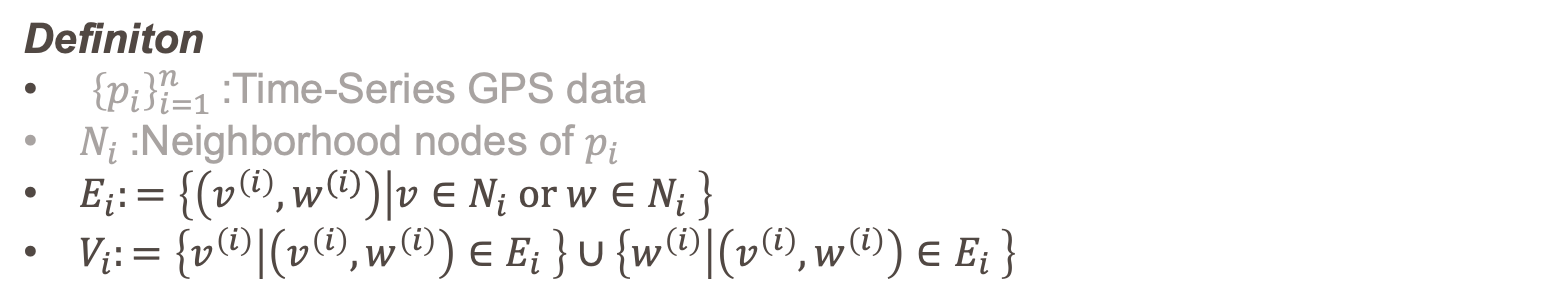 Definiton
• {p_i}_{i=1}^{n} :Time-Series GPS data
• N_i :Neighborhood nodes of p_i
• E_i: = {(v^{(i)}, w^{(i)})|v ∈ N_i or w ∈ N_i }
• V_i: = {v^{(i)}|(v^{(i)}, w^{(i)}) ∈ E_i } ∪ {w^{(i)}|(v^{(i)}, w^{(i)}) ∈ E_i }